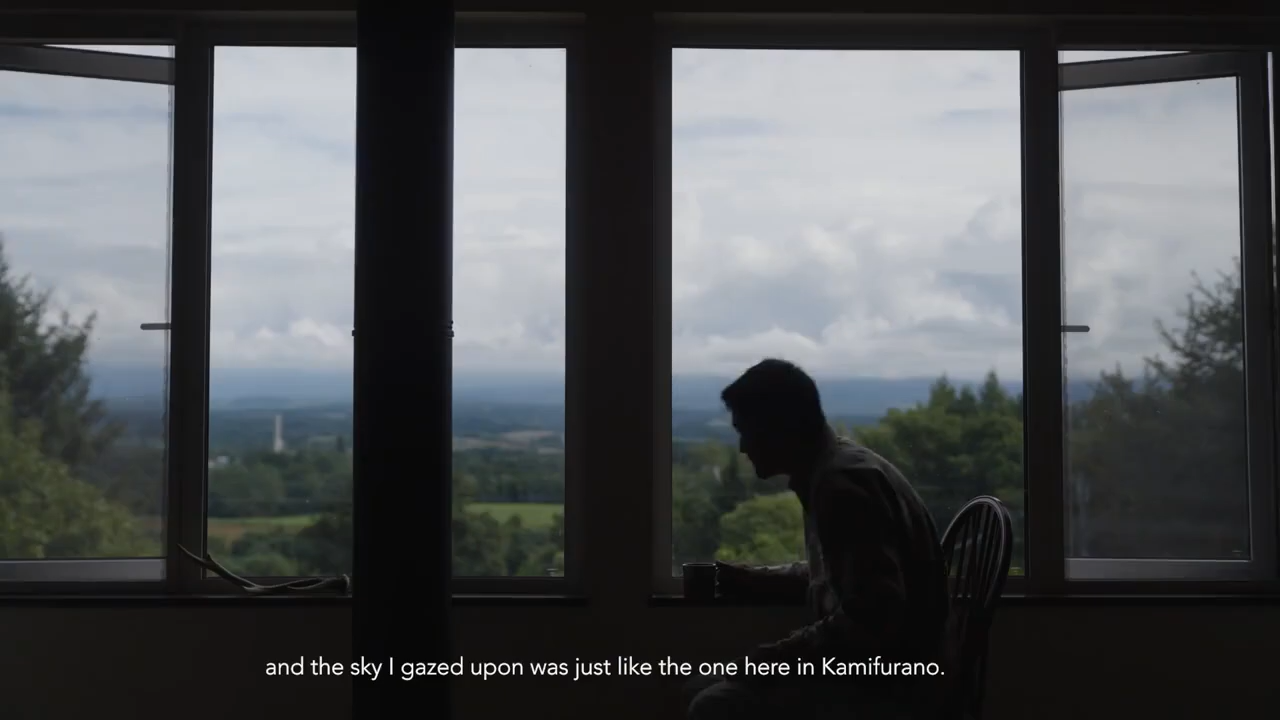 and the sky I gazed upon was just like the one here in Kamifurano.